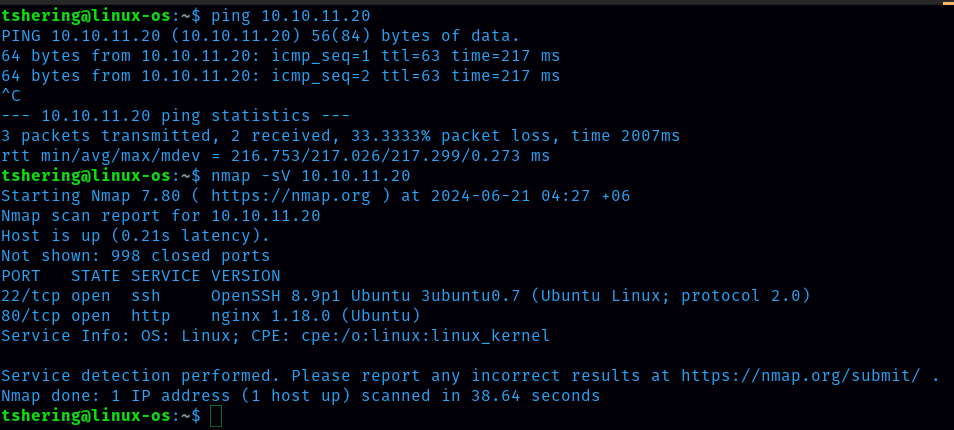 tshering@linux-os:~$ ping 10.10.11.20
PING 10.10.11.20 (10.10.11.20) 56(84) bytes of data.
64 bytes from 10.10.11.20: icmp_seq=1 ttl=63 time=217 ms
64 bytes from 10.10.11.20: icmp_seq=2 ttl=63 time=217 ms
^C
--- 10.10.11.20 ping statistics ---
3 packets transmitted, 2 received, 33.3333% packet loss, time 2007ms
rtt min/avg/max/mdev = 216.753/217.026/217.299/0.273 ms
tshering@linux-os:~$ nmap -sV 10.10.11.20
Starting Nmap 7.80 ( https://nmap.org ) at 2024-06-21 04:27 +06
Nmap scan report for 10.10.11.20
Host is up (0.21s latency).
Not shown: 998 closed ports
PORT   STATE SERVICE VERSION
22/tcp open  ssh     OpenSSH 8.9p1 Ubuntu 3ubuntu0.7 (Ubuntu Linux; protocol 2.0)
80/tcp open  http    nginx 1.18.0 (Ubuntu)
Service Info: OS: Linux; CPE: cpe:/o:linux:linux_kernel

Service detection performed. Please report any incorrect results at https://nmap.org/submit/ .
Nmap done: 1 IP address (1 host up) scanned in 38.64 seconds
tshering@linux-os:~$